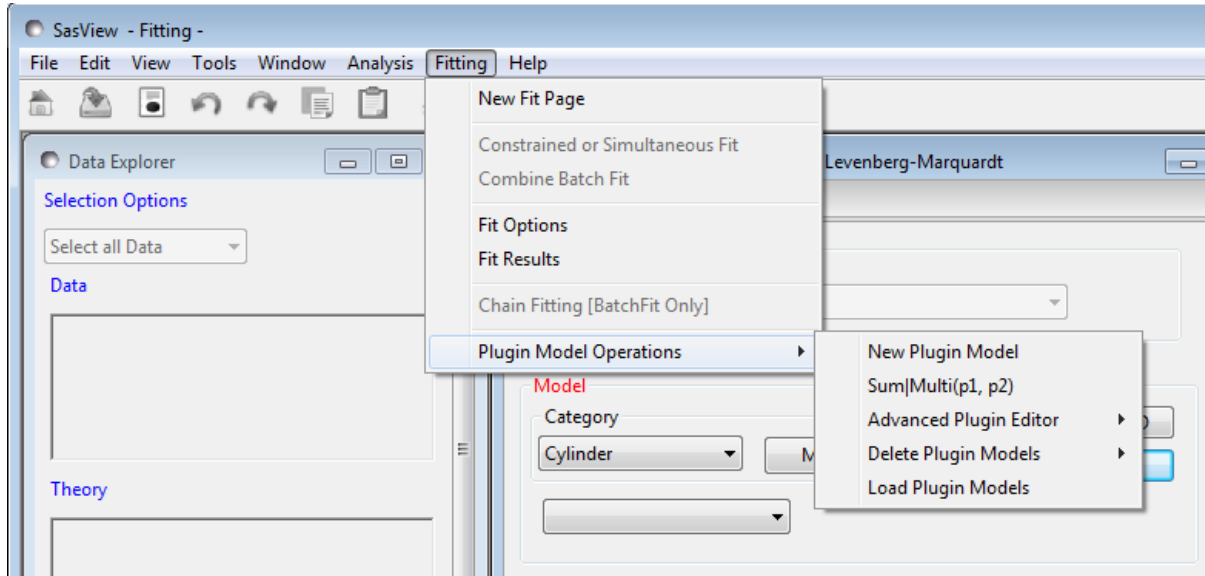 SasView - Fitting -
File Edit View Tools Window Analysis Fitting Help
New Fit Page
Constrained or Simultaneous Fit
Combine Batch Fit
Fit Options
Fit Results
Chain Fitting [BatchFit Only]
Plugin Model Operations
New Plugin Model
Sum|Multi(p1, p2)
Advanced Plugin Editor
Delete Plugin Models
Load Plugin Models
Data Explorer
Selection Options
Select all Data
Data
Theory
Levenberg-Marquardt
Model
Category
Cylinder